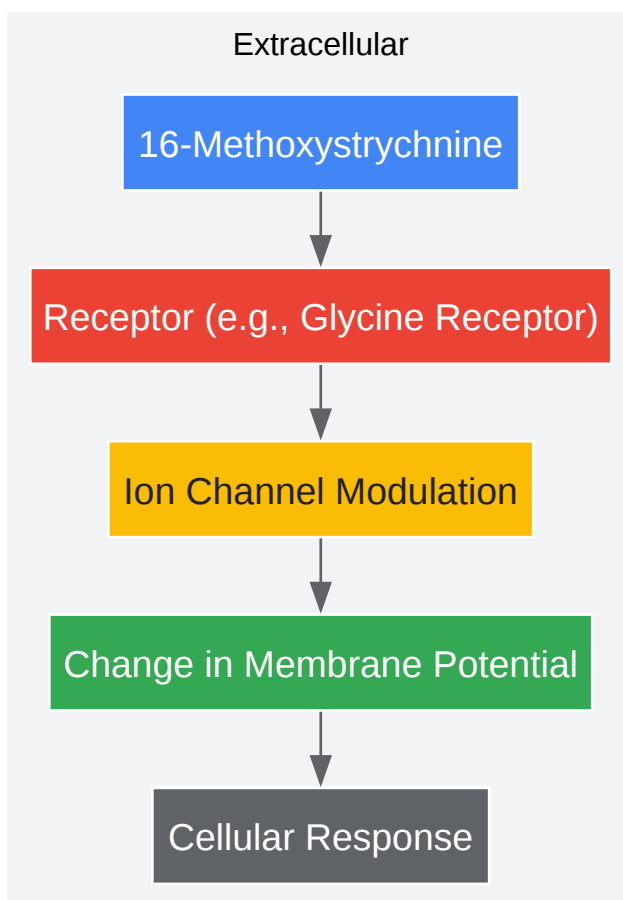 Extracellular
16-Methoxystrychnine
Receptor (e.g., Glycine Receptor)
Ion Channel Modulation
Change in Membrane Potential
Cellular Response